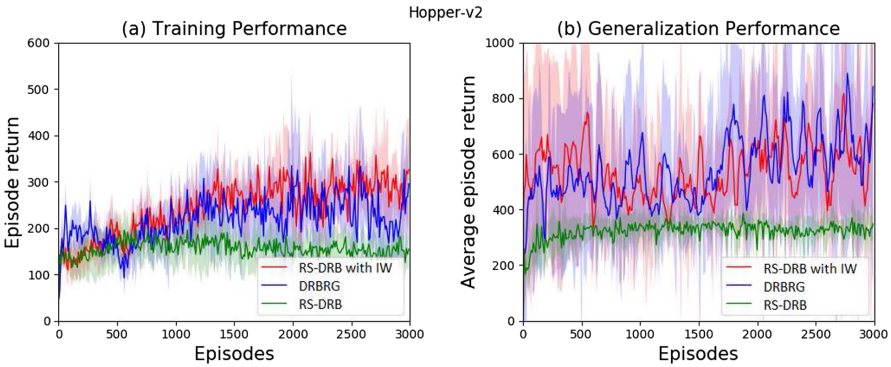 Hopper-v2
(a) Training Performance
Episode return
600
500
400
300
200
100
0
0 500 1000 1500 2000 2500 3000
Episodes
RS-DRB with IW
DRBRG
RS-DRB
(b) Generalization Performance
Average episode return
1000
800
600
400
200
0
0 500 1000 1500 2000 2500 3000
Episodes
RS-DRB with IW
DRBRG
RS-DRB